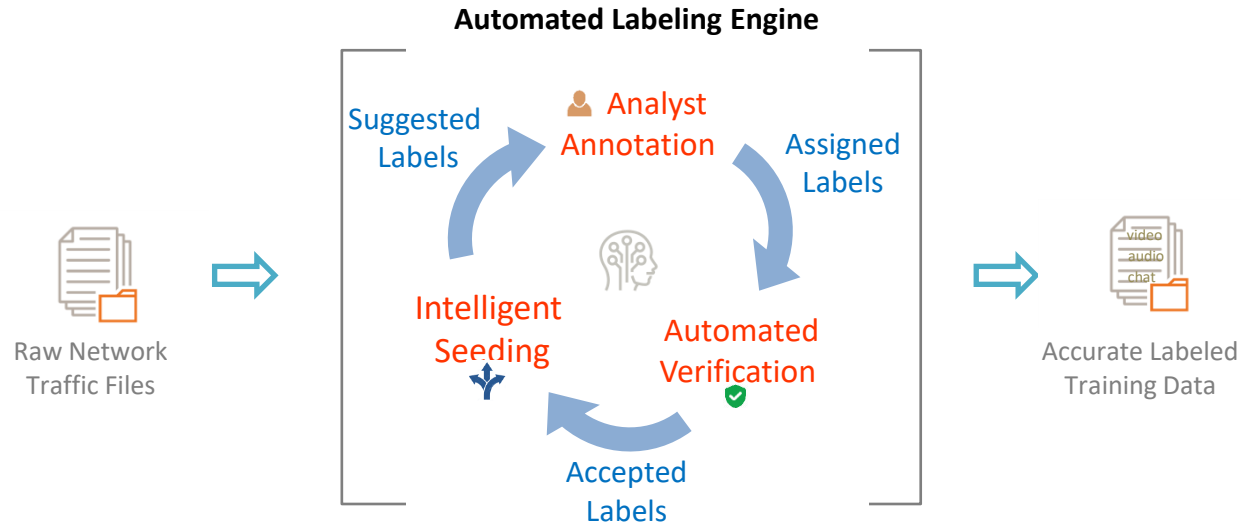 Automated Labeling Engine
Suggested
Labels
Analyst
Annotation
Assigned
Labels
Raw Network
Traffic Files
Intelligent
Seeding
Automated
Verification
Accepted
Labels
video
audio
chat
Accurate Labeled
Training Data